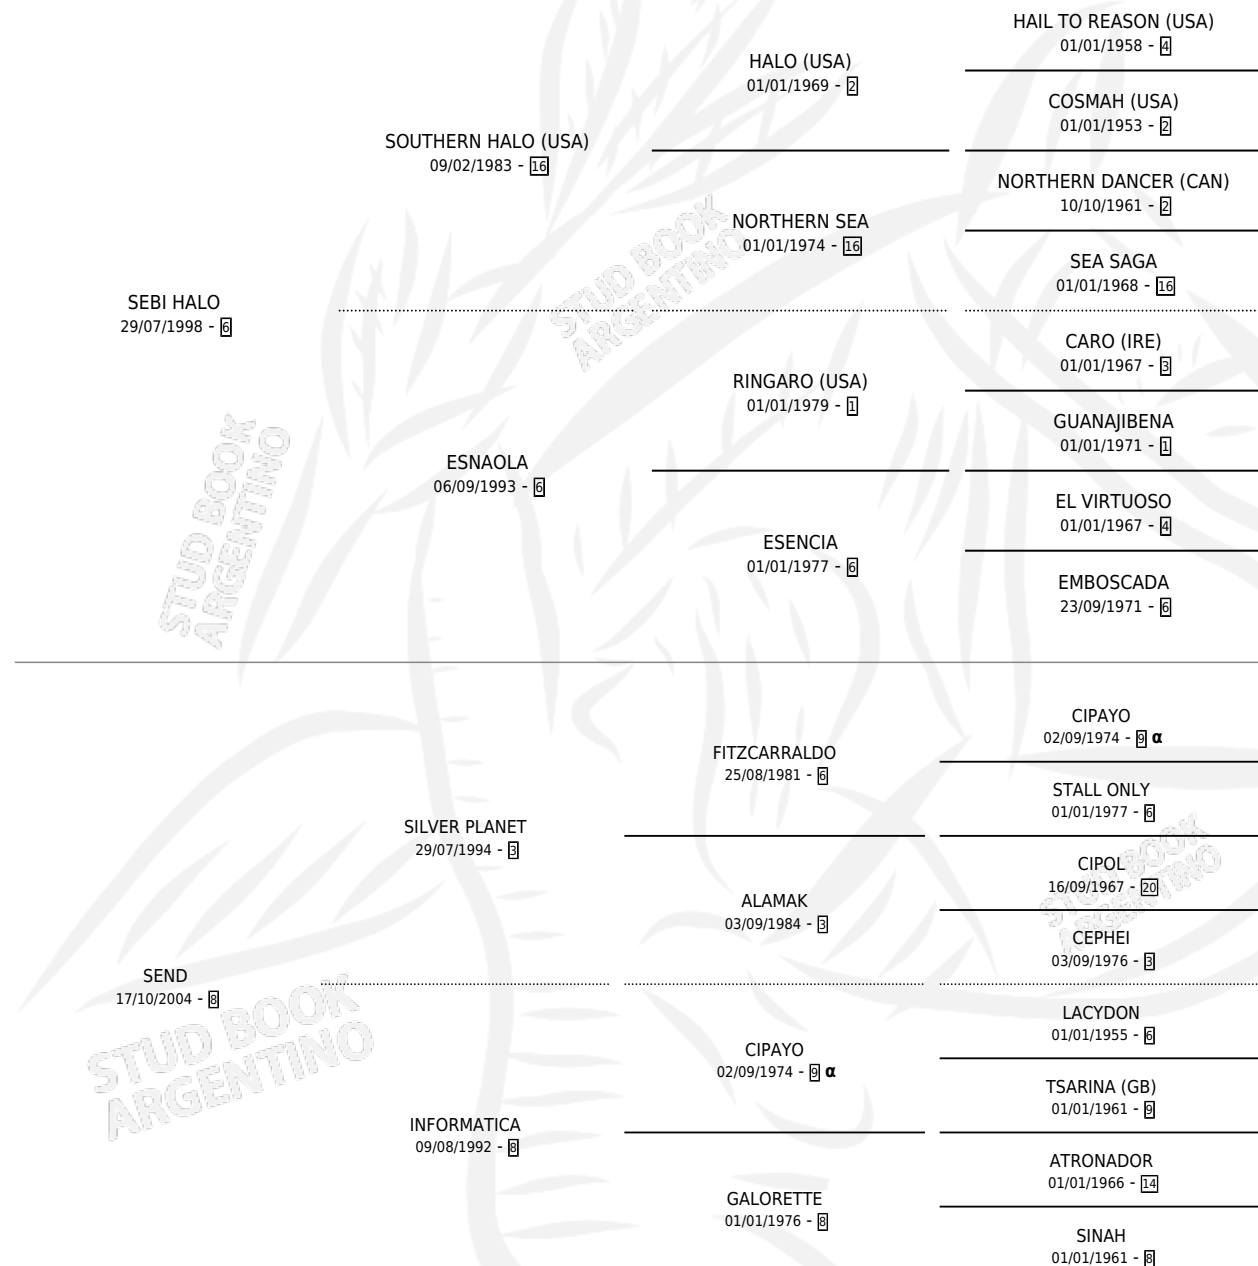 HAIL TO REASON (USA)
01/01/1958 - 4
HALO (USA)
01/01/1969 - 2
COSMAH (USA)
01/01/1953 - 2
SOUTHERN HALO (USA)
09/02/1983 - 16
NORTHERN DANCER (CAN)
10/10/1961 - 2
NORTHERN SEA
01/01/1974 - 16
SEA SAGA
01/01/1968 - 16
STUD BOOK
ARGENTINO
SEBI HALO
29/07/1998 - 6
CARO (IRE)
01/01/1967 - 3
RINGARO (USA)
01/01/1979 - 1
GUANAJIBENA
01/01/1971 - 1
ESNAOLA
06/09/1993 - 6
EL VIRTUOSO
01/01/1967 - 4
ESENCIA
01/01/1977 - 6
EMBOSCADA
23/09/1971 - 6
STUD BOOK
ARGENTINO
CIPAYO
02/09/1974 - 9 α
FITZCARRALDO
25/08/1981 - 6
STALL ONLY
01/01/1977 - 6
SILVER PLANET
29/07/1994 - 3
CIPOL
16/09/1967 - 20
ALAMAK
03/09/1984 - 3
CEPHEI
03/09/1976 - 3
STUD BOOK
ARGENTINO
SEND
17/10/2004 - 8
LACYDON
01/01/1955 - 6
CIPAYO
02/09/1974 - 9 α
TSARINA (GB)
01/01/1961 - 9
STUD BOOK
ARGENTINO
INFORMATICA
09/08/1992 - 8
ATRONADOR
01/01/1966 - 14
GALORETTE
01/01/1976 - 8
SINAH
01/01/1961 - 8